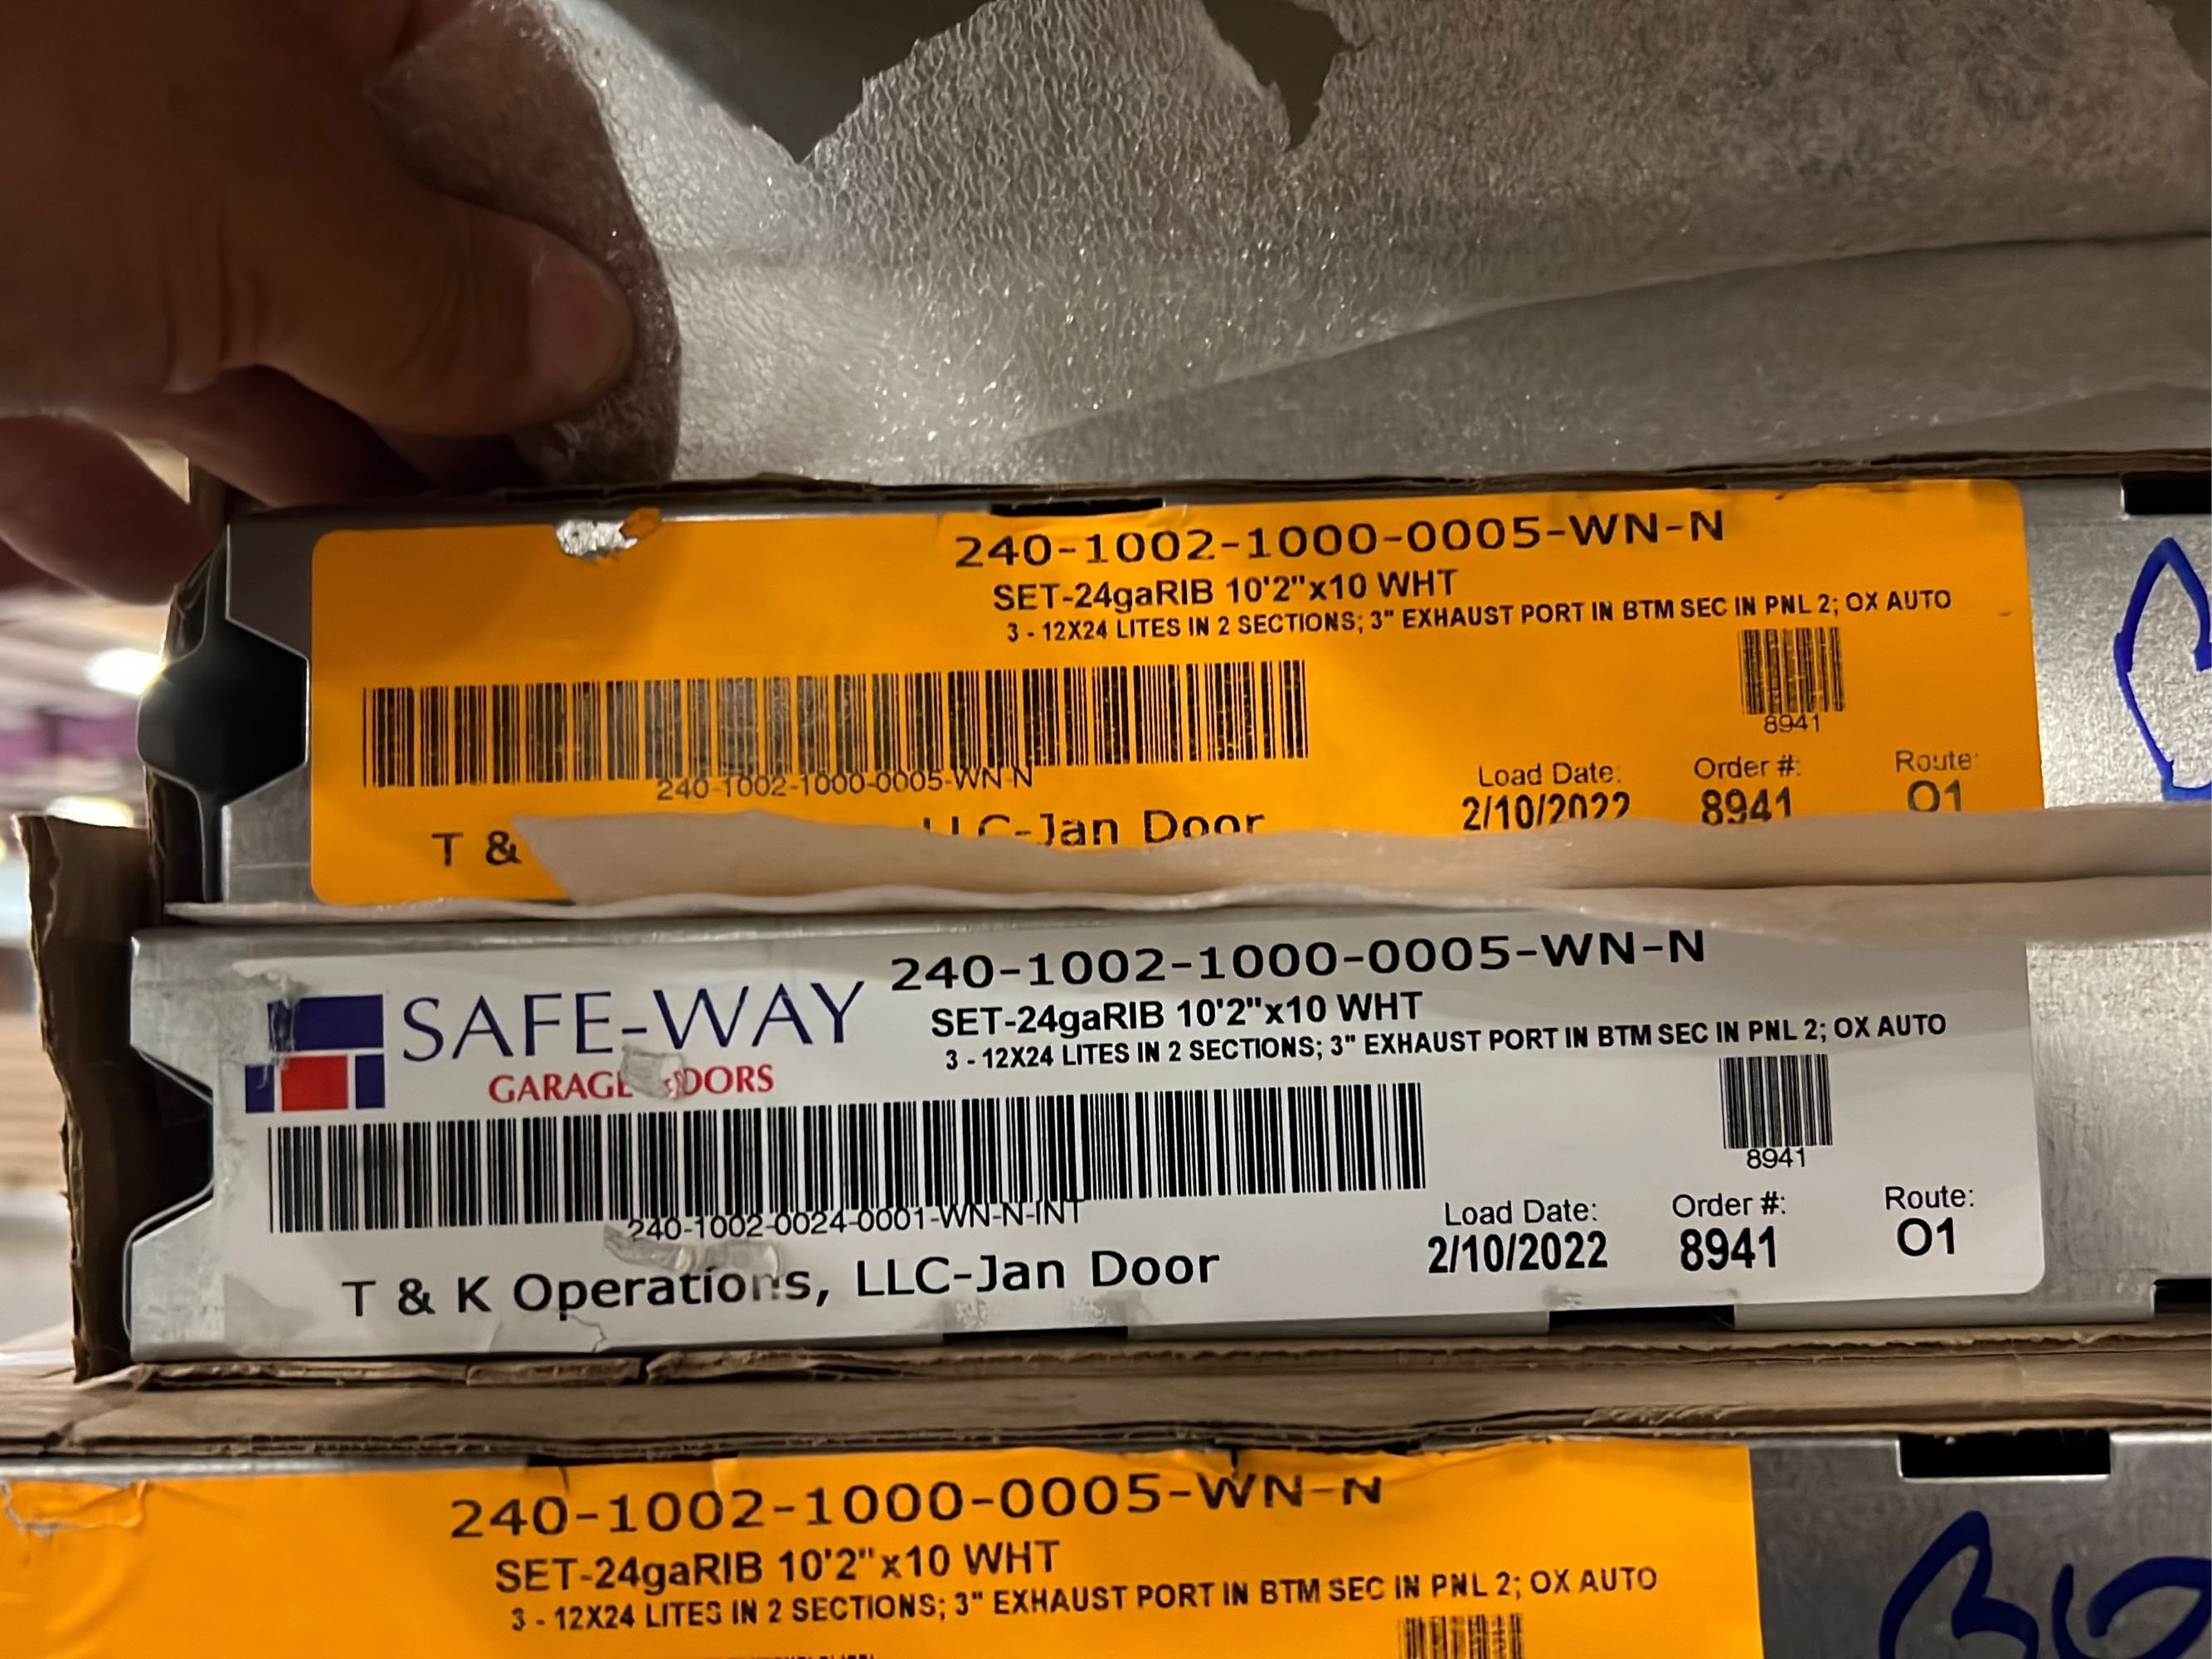 240-1002-1000-0005-WN-N
SET-24gaRIB 10'2"x10 WHT
3 - 12X24 LITES IN 2 SECTIONS; 3" EXHAUST PORT IN BTM SEC IN PNL 2; OX AUTO
8941
240-1002-1000-0005-WN-N
Load Date: Order #: Route:
2/10/2022 8941 O1
T & LLC-Jan Door
SAFE-WAY
GARAGE DOORS
240-1002-1000-0005-WN-N
SET-24gaRIB 10'2"x10 WHT
3 - 12X24 LITES IN 2 SECTIONS; 3" EXHAUST PORT IN BTM SEC IN PNL 2; OX AUTO
8941
240-1002-0024-0001-WN-N-INT
Load Date: Order #: Route:
2/10/2022 8941 O1
T & K Operations, LLC-Jan Door
240-1002-1000-0005-WN-N
SET-24gaRIB 10'2"x10 WHT
3 - 12X24 LITES IN 2 SECTIONS; 3" EXHAUST PORT IN BTM SEC IN PNL 2; OX AUTO